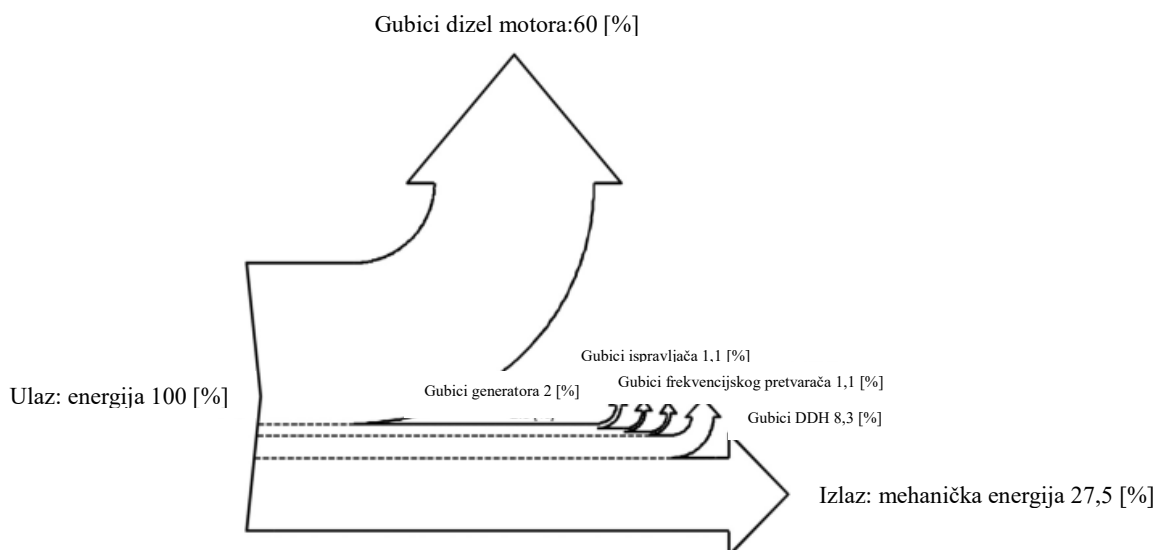 Gubici dizel motora:60 [%]
Gubici ispravljača 1,1 [%]
Gubici frekvencijskog pretvarača 1,1 [%]
Gubici generatora 2 [%]
Ulaz: energija 100 [%]
Gubici DDH 8,3 [%]
Izlaz: mehanička energija 27,5 [%]